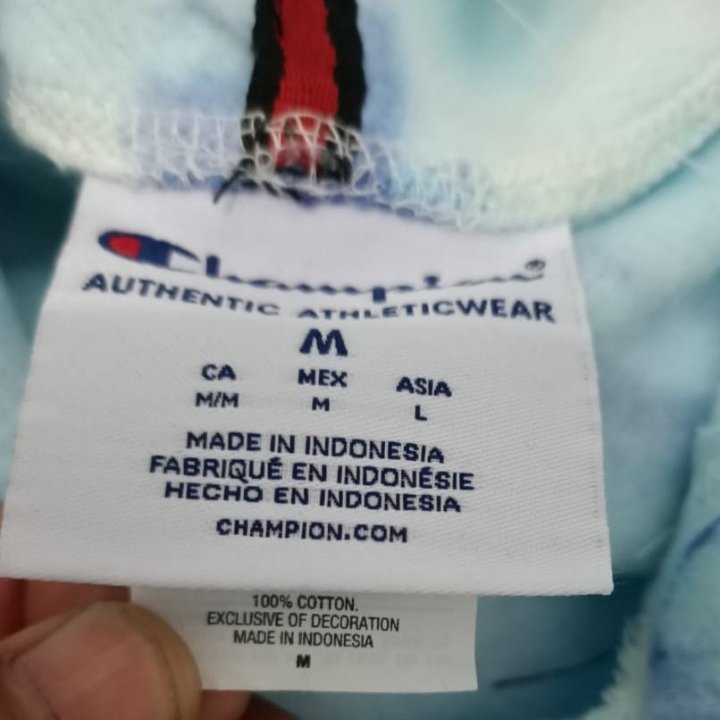 Champion®
AUTHENTIC ATHLETICWEAR
M
CA MEX ASIA
M/M M L
MADE IN INDONESIA
FABRIQUÉ EN INDONÉSIE
HECHO EN INDONESIA
CHAMPION.COM
100% COTTON.
EXCLUSIVE OF DECORATION
MADE IN INDONESIA
M